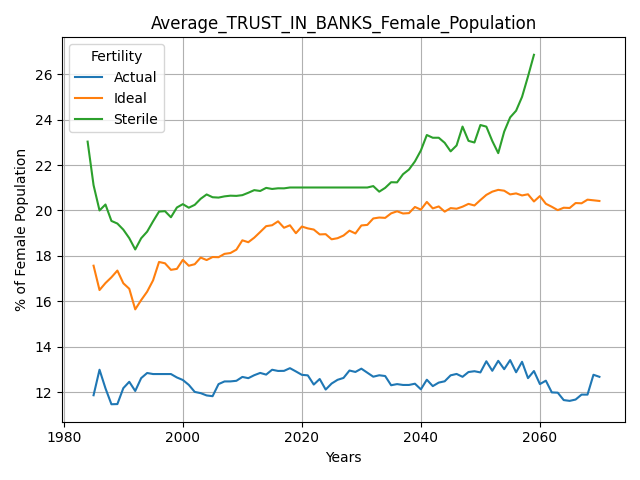 Average_TRUST_IN_BANKS_Female_Population
Fertility
Actual
Ideal
Sterile
% of Female Population
26
24
22
20
18
16
14
12
1980
2000
2020
2040
2060
Years